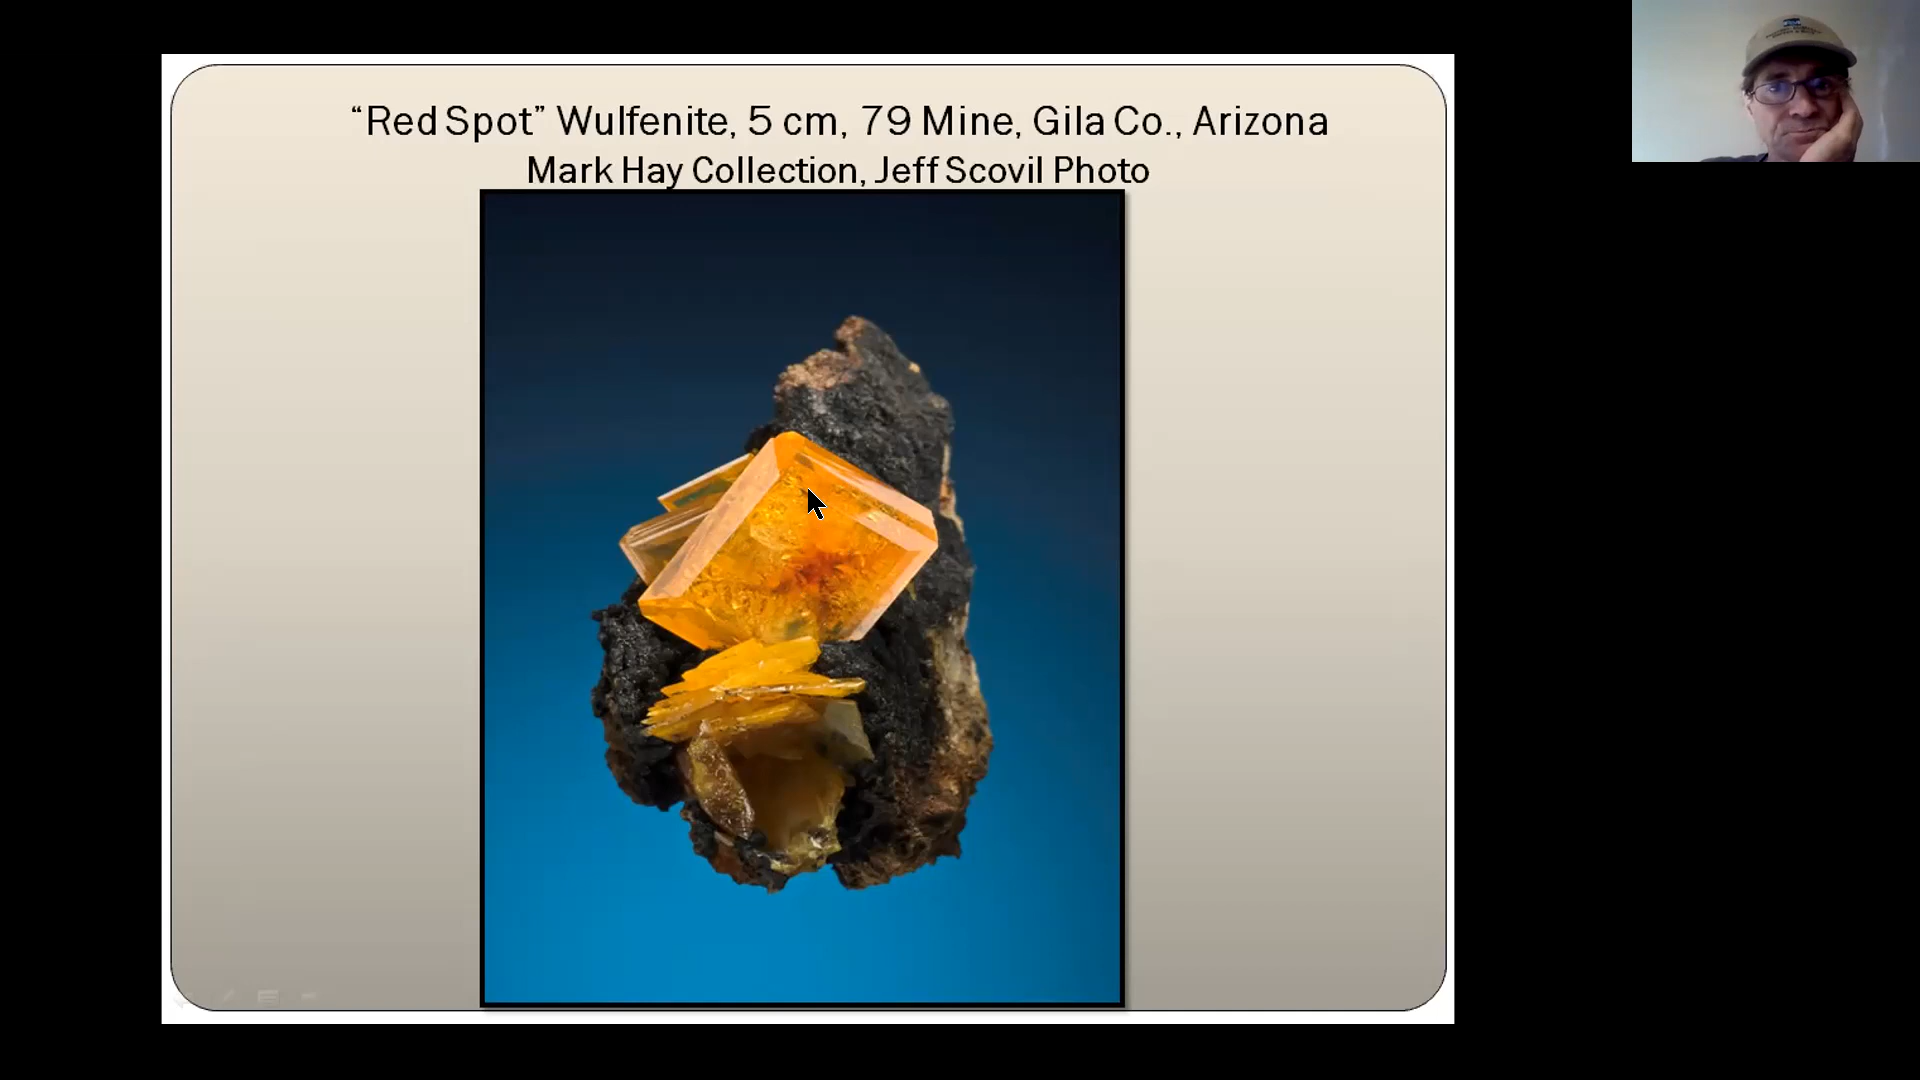 “Red Spot” Wulfenite, 5 cm, 79 Mine, Gila Co., Arizona
Mark Hay Collection, Jeff Scovil Photo